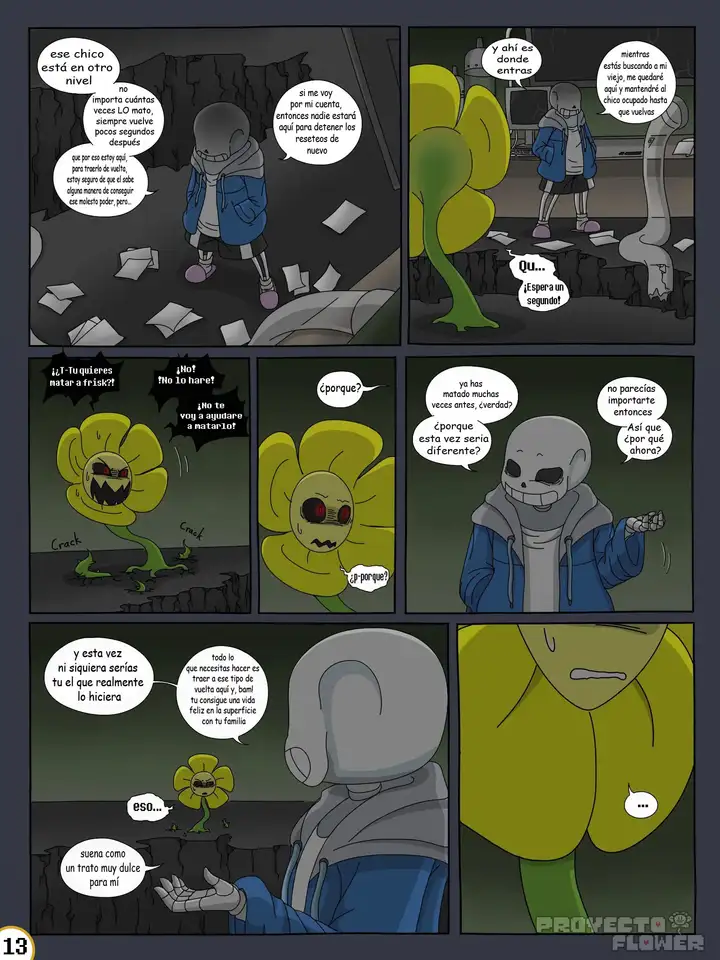 ese chico
está en otro
nivel
no
importa cuántas
veces LO mato,
siempre vuelve
pocos segundos
después
que por eso estoy aquí,
para traerlo de vuelta,
estoy seguro de que el sabe
alguna manera de conseguir
ese molesto poder, pero...
si me voy
por mi cuenta,
entonces nadie estará
aquí para detener los
reseteos de
nuevo
y ahí es
donde
entras
mientras
estás buscando a mi
viejo, me quedaré
aquí y mantendré al
chico ocupado hasta
que vuelvas
Qu...
¡Espera un
segundo!
¡¿T-Tu quieres
matar a frisk?!
¡No!
!No lo hare!
¡No te
voy a ayudare
a matarlo!
Crack
Crack
¿porque?
¿p-porque?
ya has
matado muchas
veces antes, ¿verdad?
¿porque
esta vez seria
diferente?
no parecías
importarte
entonces
Así que
¿por qué
ahora?
y esta vez
ni siquiera serías
tu el que realmente
lo hiciera
todo lo
que necesitas hacer es
traer a ese tipo de
vuelta aquí y, bam!
tu consigue una vida
feliz en la superficie
con tu familia
eso...
suena como
un trato muy dulce
para mí
...
PROYECTO
FLOWER
13